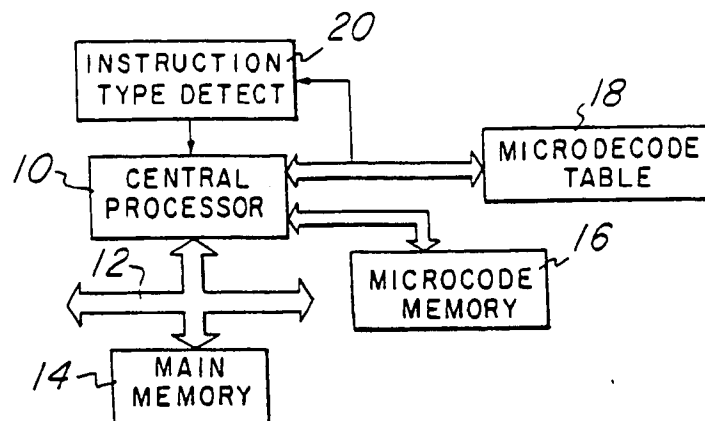 20
INSTRUCTION
TYPE DETECT
18
MICRODECODE
TABLE
10
CENTRAL
PROCESSOR
12
16
MICROCODE
MEMORY
14
MAIN
MEMORY